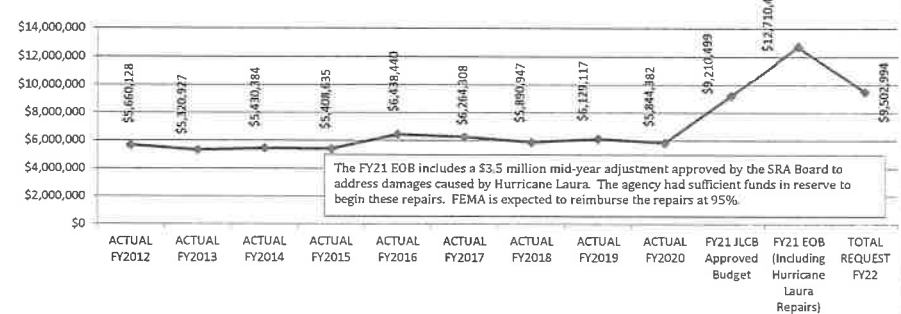 $14,000,000
$12,000,000
$10,000,000
$8,000,000
$6,000,000
$4,000,000
$2,000,000
$0
$5,660,128
$5,320,927
$5,430,384
$5,408,635
$6,438,440
$6,264,308
$5,890,947
$6,129,117
$5,844,382
$9,210,499
$12,710,4
$9,502,994
The FY21 EOB includes a $3.5 million mid-year adjustment approved by the SRA Board to
address damages caused by Hurricane Laura. The agency had sufficient funds in reserve to
begin these repairs. FEMA is expected to reimburse the repairs at 95%.
ACTUAL FY2012
ACTUAL FY2013
ACTUAL FY2014
ACTUAL FY2015
ACTUAL FY2016
ACTUAL FY2017
ACTUAL FY2018
ACTUAL FY2019
ACTUAL FY2020
FY21 JLCB Approved Budget
FY21 EOB (Including Hurricane Laura Repairs)
TOTAL REQUEST FY22